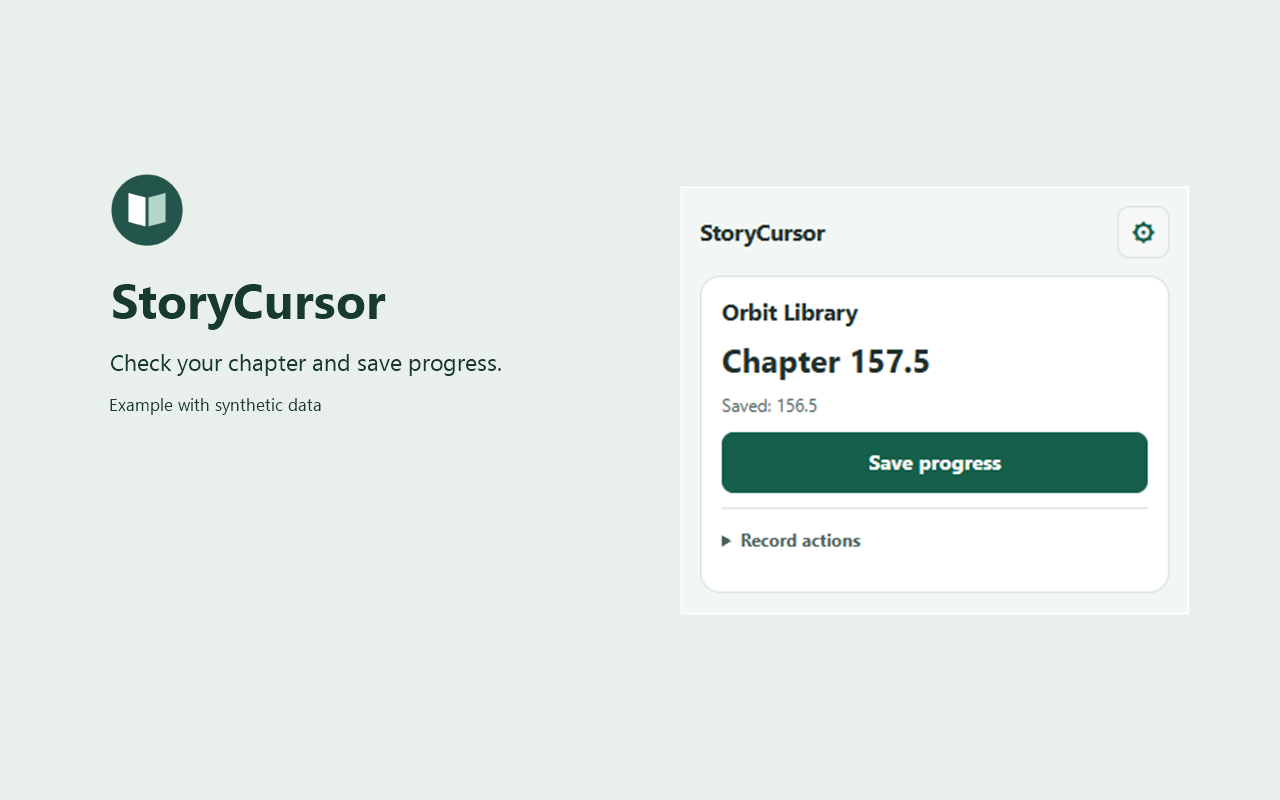 StoryCursor
Check your chapter and save progress.
Example with synthetic data
StoryCursor
Orbit Library
Chapter 157.5
Saved: 156.5
Save progress
Record actions